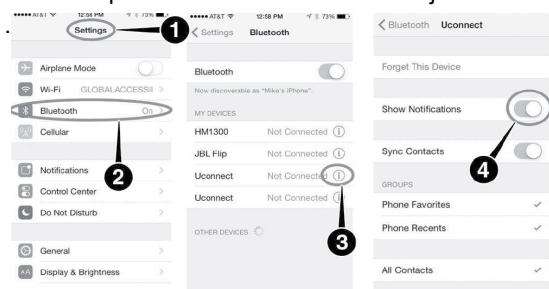 ●●●●● AT&T 12:58 PM 73%
Settings
1
Airplane Mode
Wi-Fi GLOBALACCESSII
Bluetooth On
Cellular
2
Notifications
Control Center
Do Not Disturb
General
AA Display & Brightness
●●●●● AT&T 12:58 PM 73%
Settings Bluetooth
Bluetooth
Now discoverable as "Mike's iPhone".
MY DEVICES
HM1300 Not Connected i
JBL Flip Not Connected i
Uconnect Not Connected i
Uconnect Not Connected i
3
OTHER DEVICES
Bluetooth Uconnect
Forget This Device
Show Notifications
4
Sync Contacts
GROUPS
Phone Favorites
Phone Recents
All Contacts